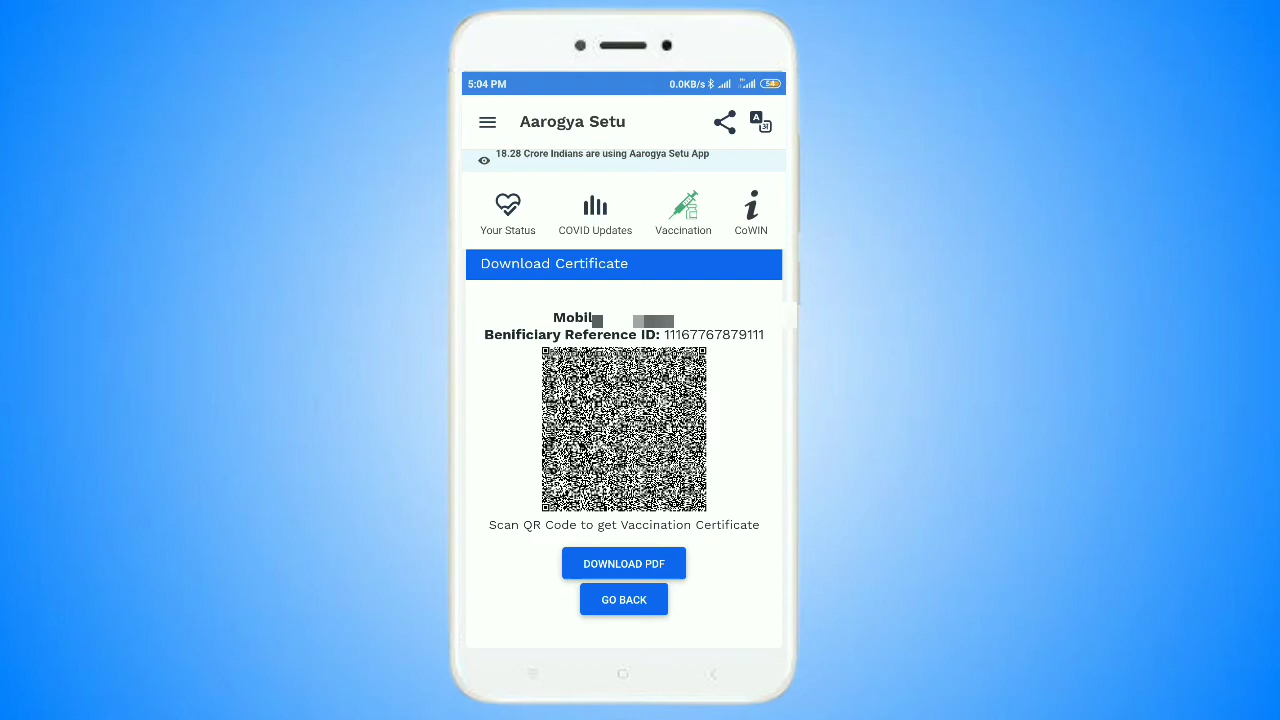 5:04 PM 0.0KB/s 54
Aarogya Setu
18.28 Crore Indians are using Aarogya Setu App
Your Status COVID Updates Vaccination CoWIN
Download Certificate
Mobil
Benificiary Reference ID: 11167767879111
Scan QR Code to get Vaccination Certificate
DOWNLOAD PDF
GO BACK